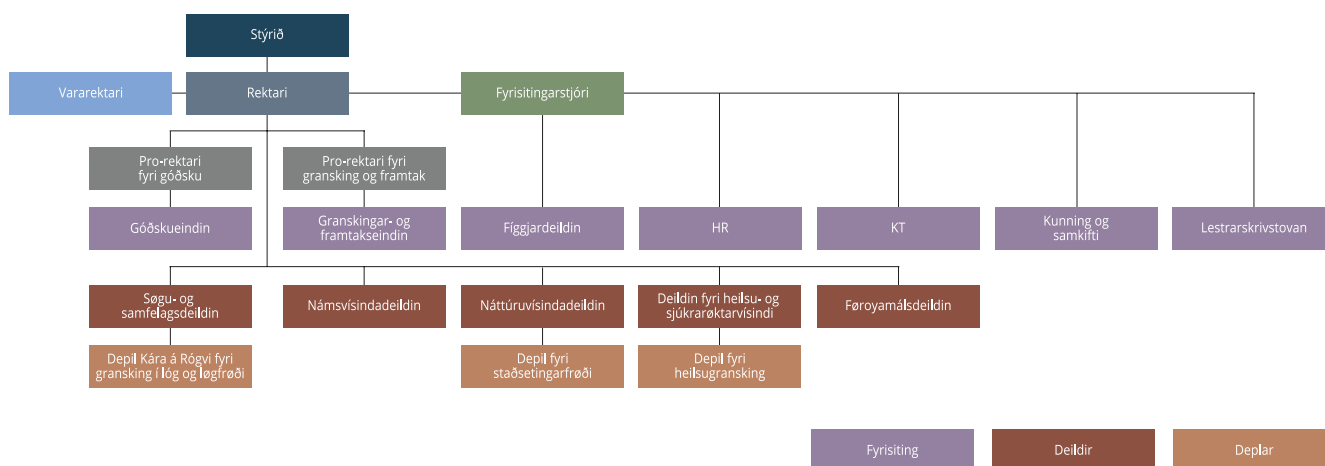 Stýrið
Vararektari
Rektari
Fyrisitingarstjóri
Pro-rektari
fyri góðsku
Pro-rektari fyri
gransking og framtak
Góðskueindin
Granskingar- og
framtakseindin
Fíggjardeildin
HR
KT
Kunning og
samkifti
Lestrarskrivstovan
Søgu- og
samfelagsdeildin
Námsvísindadeildin
Náttúruvísindadeildin
Deildin fyri heilsu- og
sjúkrarøktarvísindi
Føroyamálsdeildin
Depil Kára á Rógvi fyri
gransking í lóg og løgfrøði
Depil fyri
staðsetingarfrøði
Depil fyri
heilsugransking
Fyrisiting
Deildir
Deplar